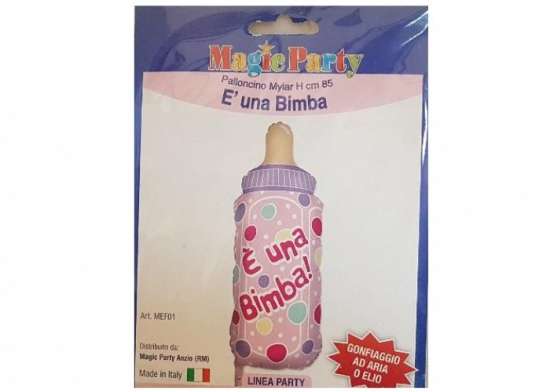 Magic Party
Palloncino Mylar H cm 85
E' una Bimba
È una
Bimba!
Art. MEF01
Distribuito da:
Magic Party Anzio (RM)
Made in Italy
LINEA PARTY
GONFIAGGIO
AD ARIA
O ELIO